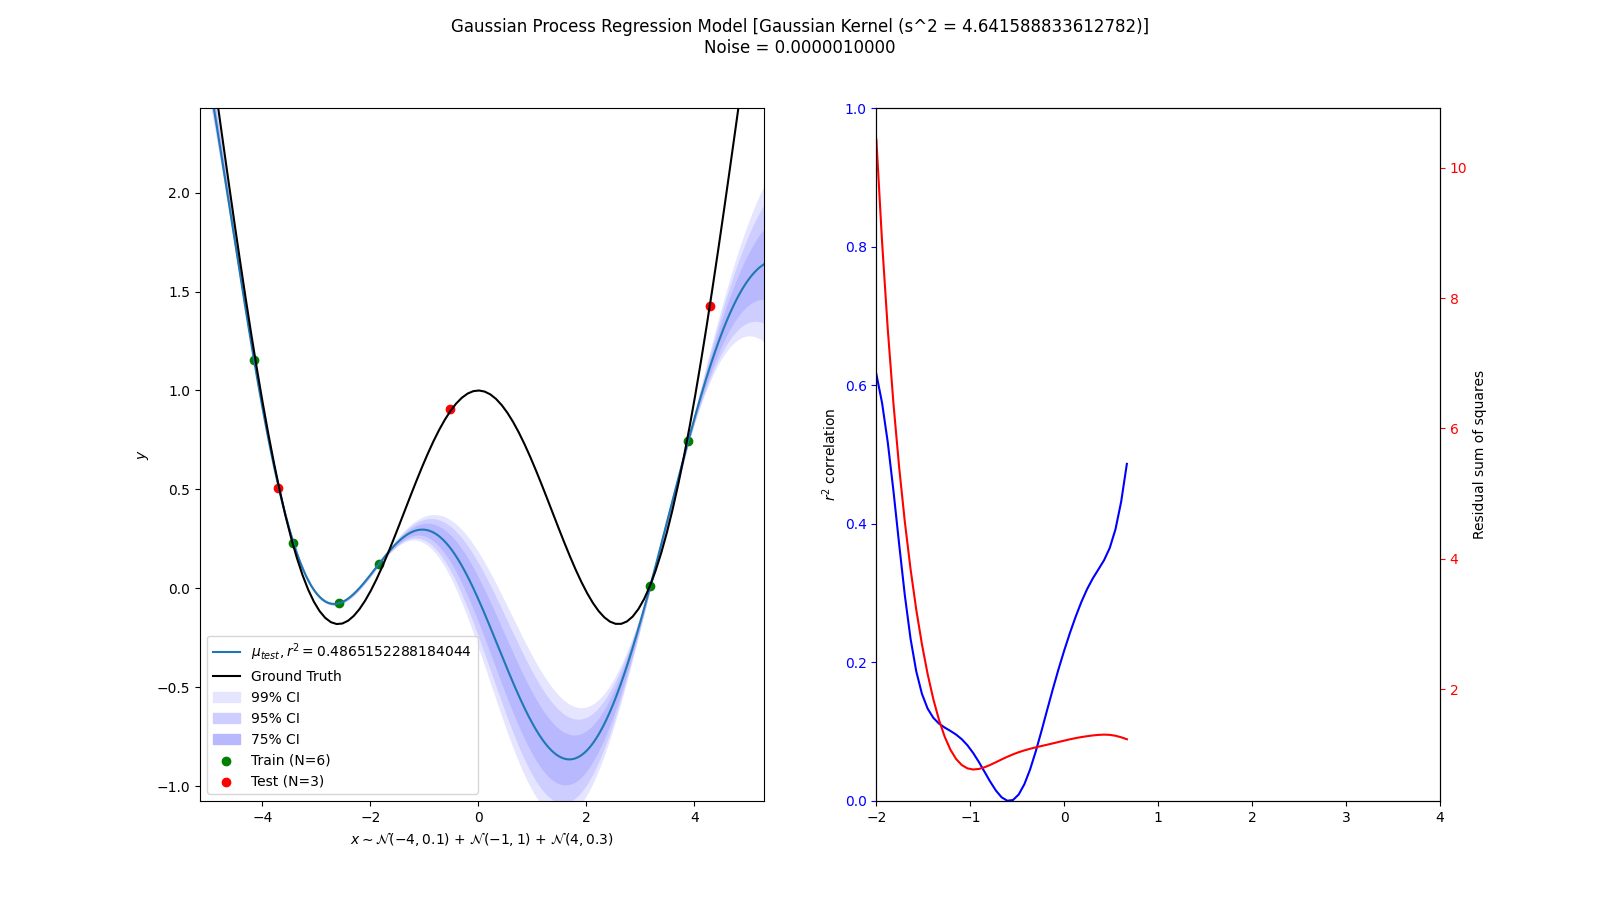 Gaussian Process Regression Model [Gaussian Kernel (s^2 = 4.641588833612782)]
Noise = 0.0000010000
2.0
1.5
1.0
0.5
0.0
−0.5
−1.0
y
−4
−2
0
2
4
x ∼ 𝒩(−4, 0.1) + 𝒩(−1, 1) + 𝒩(4, 0.3)
μ_test, r² = 0.4865152288184044
Ground Truth
99% CI
95% CI
75% CI
Train (N=6)
Test (N=3)
1.0
0.8
0.6
0.4
0.2
0.0
r² correlation
−2
−1
0
1
2
3
4
10
8
6
4
2
Residual sum of squares